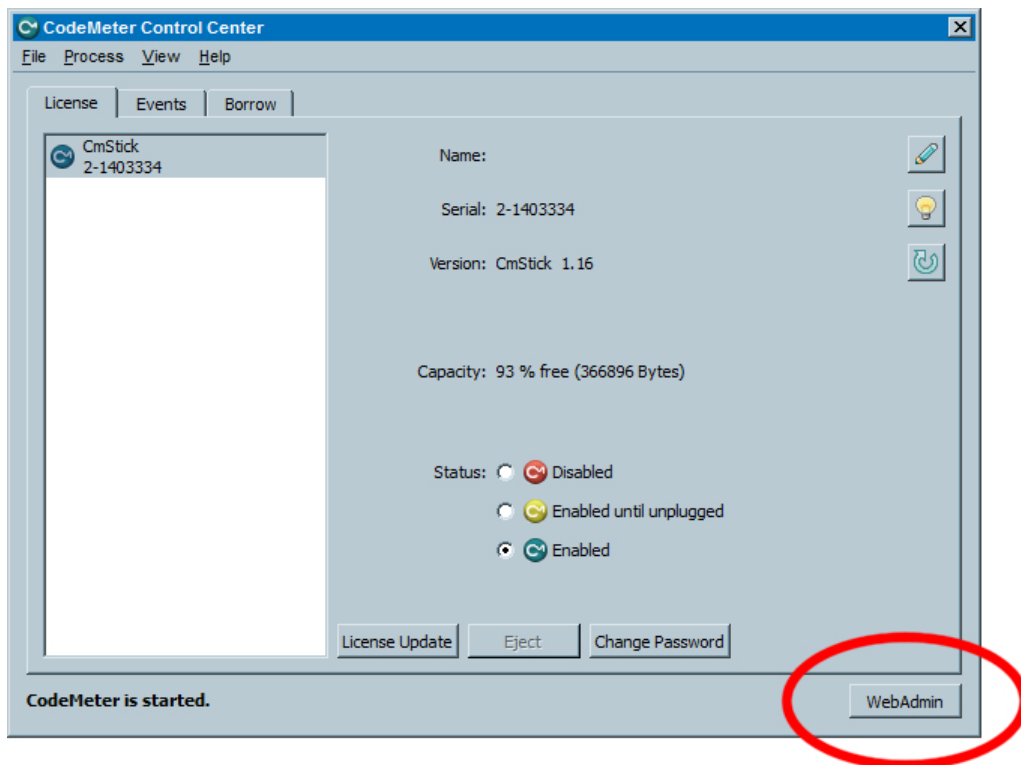 CodeMeter Control Center
File Process View Help
License Events Borrow
CmStick
2-1403334
Name:
Serial: 2-1403334
Version: CmStick 1.16
Capacity: 93 % free (366896 Bytes)
Status: Disabled
Enabled until unplugged
Enabled
License Update Eject Change Password
CodeMeter is started. WebAdmin